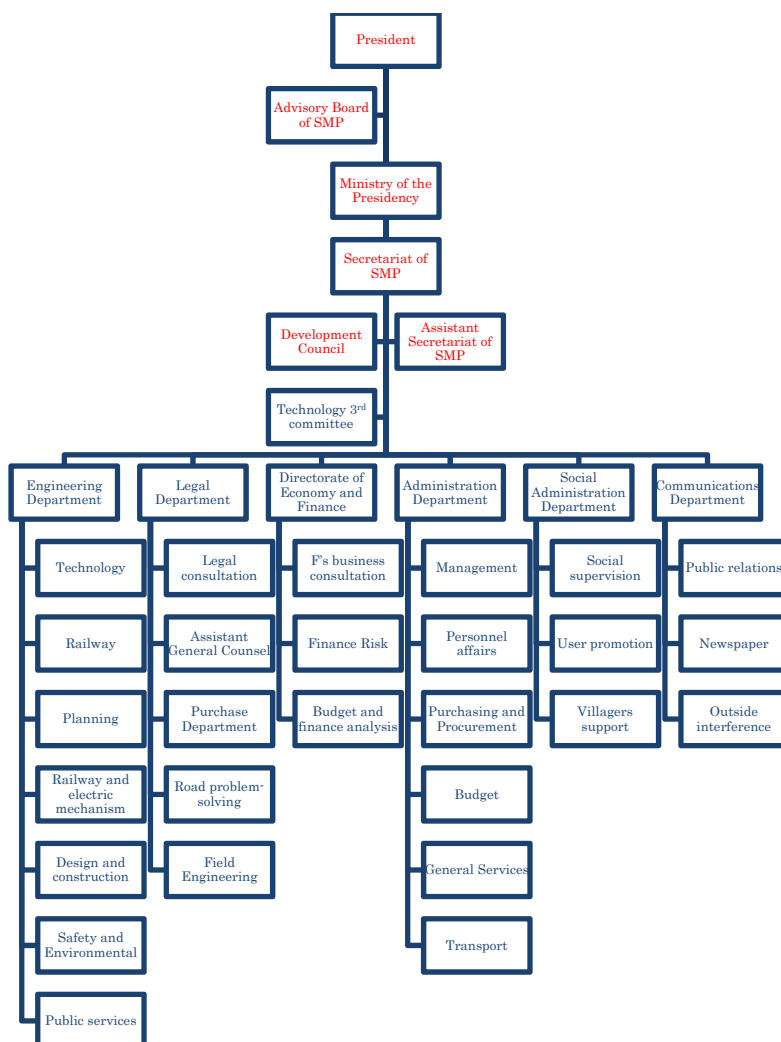 President
Advisory Board
of SMP
Ministry of the
Presidency
Secretariat of
SMP
Development
Council
Assistant
Secretariat of
SMP
Technology 3rd
committee
Engineering
Department
Legal
Department
Directorate of
Economy and
Finance
Administration
Department
Social
Administration
Department
Communications
Department
Technology
Railway
Planning
Railway and
electric
mechanism
Design and
construction
Safety and
Environmental
Public services
Legal
consultation
Assistant
General Counsel
Purchase
Department
Road problem-
solving
Field
Engineering
F's business
consultation
Finance Risk
Budget and
finance analysis
Management
Personnel
affairs
Purchasing and
Procurement
Budget
General Services
Transport
Social
supervision
User promotion
Villagers
support
Public relations
Newspaper
Outside
interference